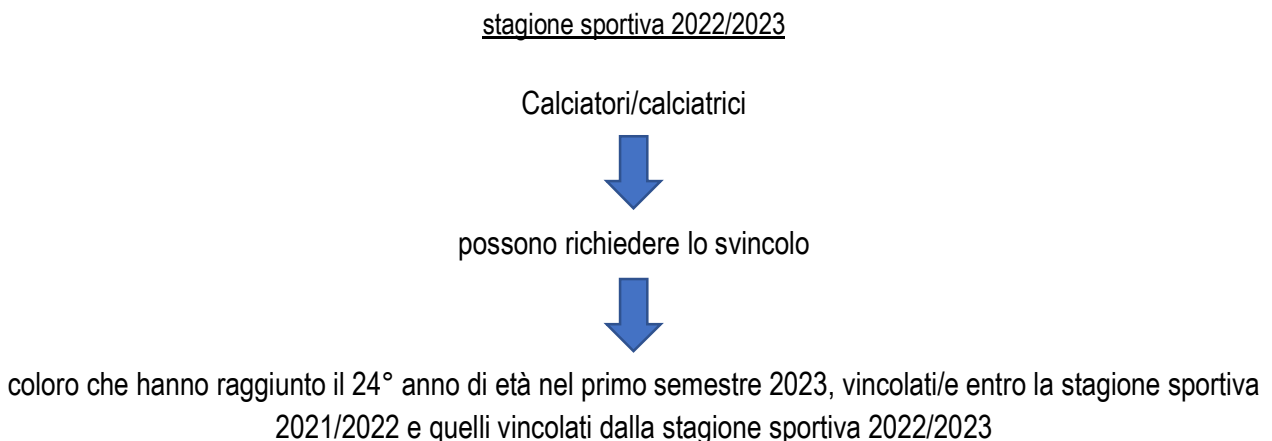 stagione sportiva 2022/2023
Calciatori/calciatrici
possono richiedere lo svincolo
coloro che hanno raggiunto il 24° anno di età nel primo semestre 2023, vincolati/e entro la stagione sportiva
2021/2022 e quelli vincolati dalla stagione sportiva 2022/2023